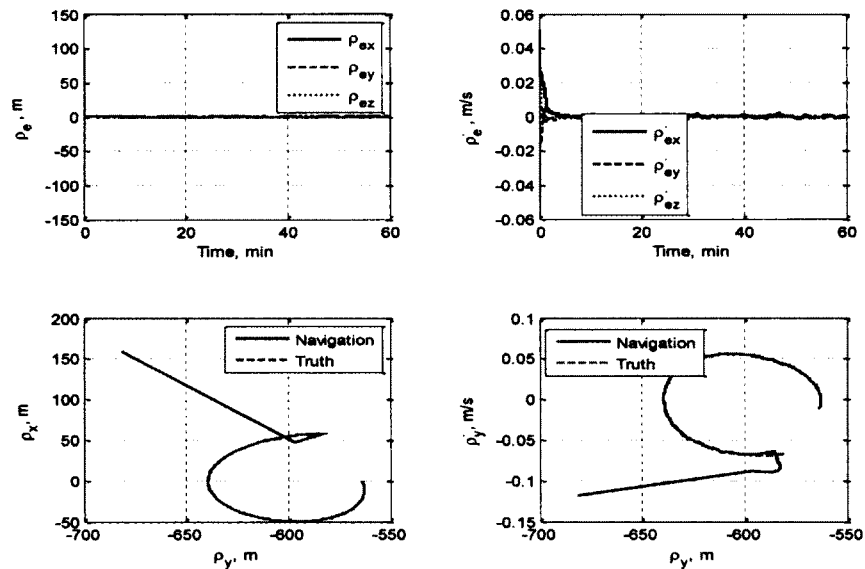 150
100
50
0
-50
-100
-150
0 20 40 60
ρe, m
Time, min
ρex
ρey
ρez
0.06
0.04
0.02
0
-0.02
-0.04
-0.06
0 20 40 60
ρ̇e, m/s
Time, min
ρ̇ex
ρ̇ey
ρ̇ez
200
150
100
50
0
-50
-700 -650 -600 -550
ρx, m
ρy, m
Navigation
Truth
0.1
0.05
0
-0.05
-0.1
-0.15
-700 -650 -600 -550
ρ̇y, m/s
ρy, m
Navigation
Truth